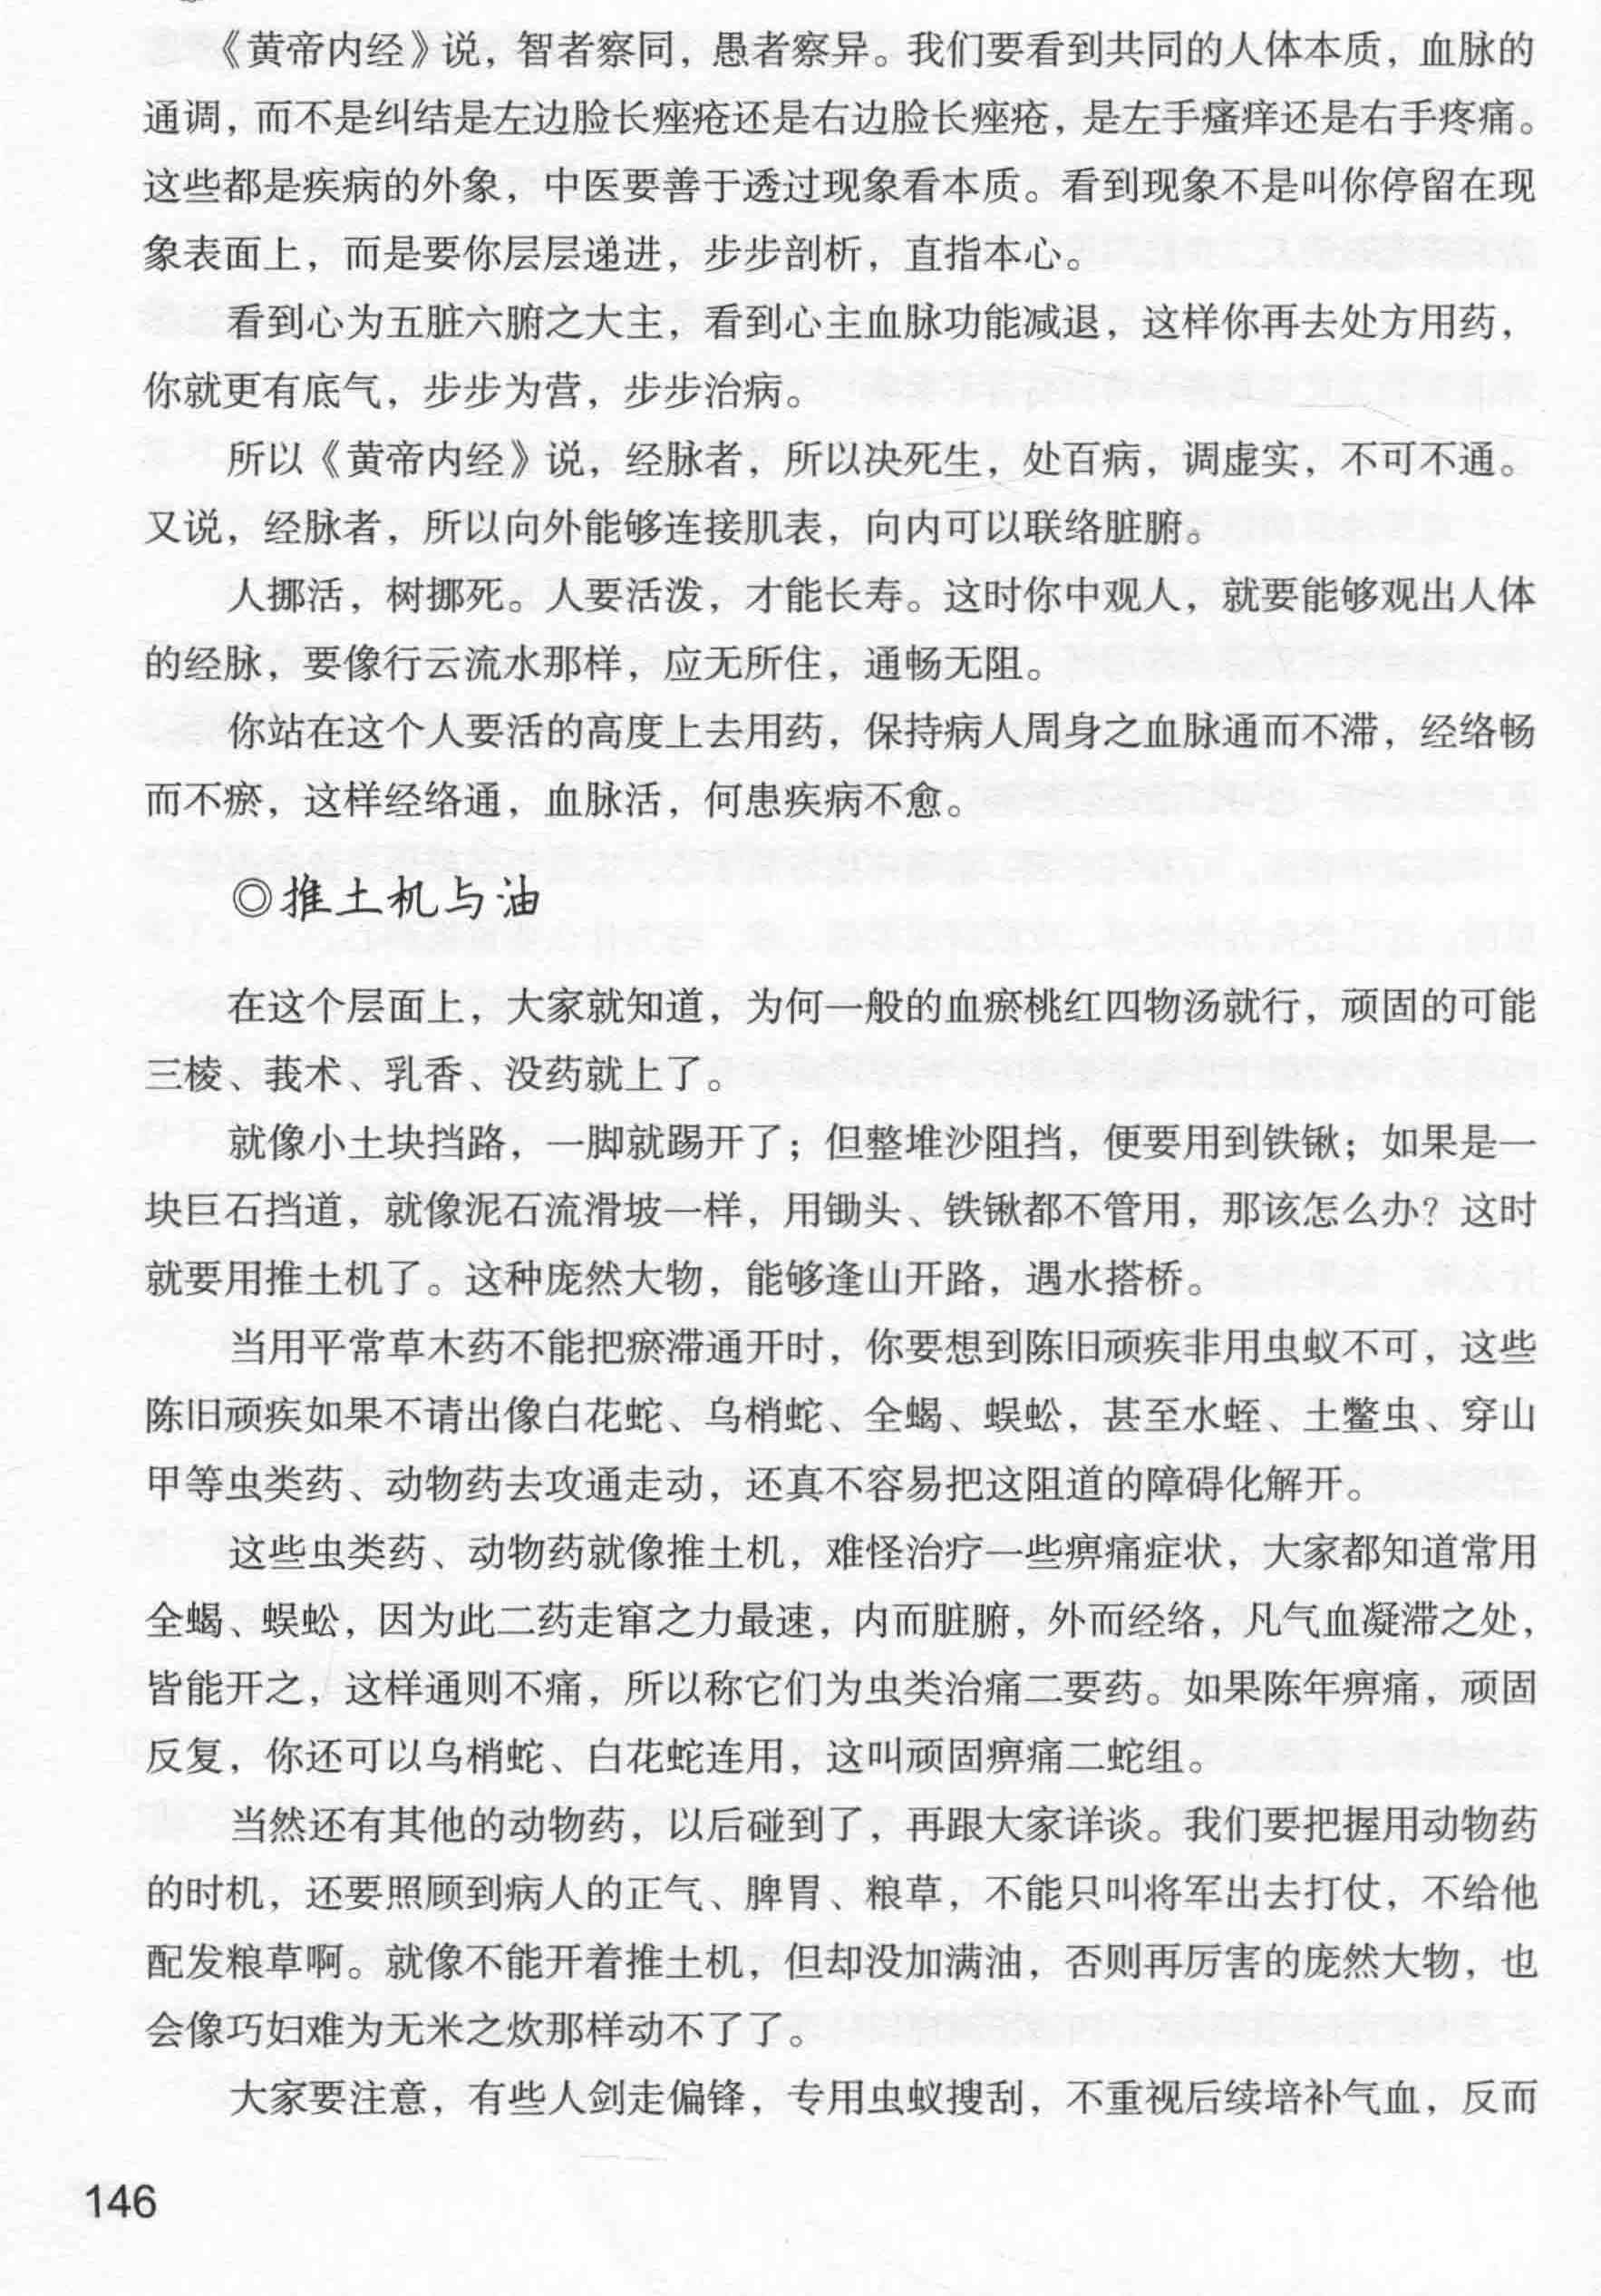 《黄帝内经》说，智者察同，愚者察异。我们要看到共同的人体本质，血脉的
通调，而不是纠结是左边脸长痤疮还是右边脸长痤疮，是左手瘙痒还是右手疼痛。
这些都是疾病的外象，中医要善于透过现象看本质。看到现象不是叫你停留在现
象表面上，而是要你层层递进，步步剖析，直指本心。
看到心为五脏六腑之大主，看到心主血脉功能减退，这样你再去处方用药，
你就更有底气，步步为营，步步治病。
所以《黄帝内经》说，经脉者，所以决死生，处百病，调虚实，不可不通。
又说，经脉者，所以向外能够连接肌表，向内可以联络脏腑。
人挪活，树挪死。人要活泼，才能长寿。这时你中观人，就要能够观出人体
的经脉，要像行云流水那样，应无所住，通畅无阻。
你站在这个人要活的高度上去用药，保持病人周身之血脉通而不滞，经络畅
而不瘀，这样经络通，血脉活，何患疾病不愈。
◎推土机与油
在这个层面上，大家就知道，为何一般的血瘀桃红四物汤就行，顽固的可能
三棱、莪术、乳香、没药就上了。
就像小土块挡路，一脚就踢开了；但整堆沙阻挡，便要用到铁锹；如果是一
块巨石挡道，就像泥石流滑坡一样，用锄头、铁锹都不管用，那该怎么办？这时
就要用推土机了。这种庞然大物，能够逢山开路，遇水搭桥。
当用平常草木药不能把瘀滞通开时，你要想到陈旧顽疾非用虫蚁不可，这些
陈旧顽疾如果不请出像白花蛇、乌梢蛇、全蝎、蜈蚣，甚至水蛭、土鳖虫、穿山
甲等虫类药、动物药去攻通走动，还真不容易把这阻道的障碍化解开。
这些虫类药、动物药就像推土机，难怪治疗一些痹痛症状，大家都知道常用
全蝎、蜈蚣，因为此二药走窜之力最速，内而脏腑，外而经络，凡气血凝滞之处，
皆能开之，这样通则不痛，所以称它们为虫类治痛二要药。如果陈年痹痛，顽固
反复，你还可以乌梢蛇、白花蛇连用，这叫顽固痹痛二蛇组。
当然还有其他的动物药，以后碰到了，再跟大家详谈。我们要把握用动物药
的时机，还要照顾到病人的正气、脾胃、粮草，不能只叫将军出去打仗，不给他
配发粮草啊。就像不能开着推土机，但却没加满油，否则再厉害的庞然大物，也
会像巧妇难为无米之炊那样动不了了。
大家要注意，有些人剑走偏锋，专用虫蚁搜刮，不重视后续培补气血，反而
146